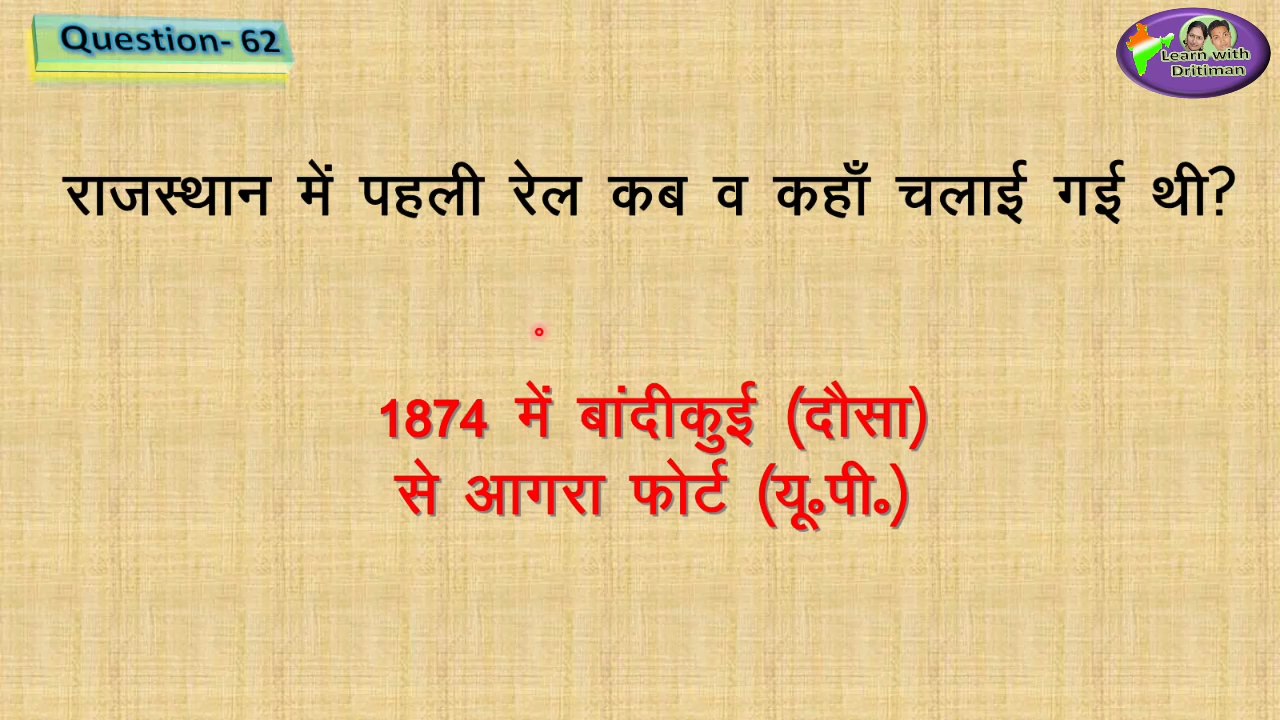 Question- 62
Learn with
Dritiman
राजस्थान में पहली रेल कब व कहाँ चलाई गई थी?
1874 में बांदीकुई (दौसा)
से आगरा फोर्ट (यू॰पी॰)